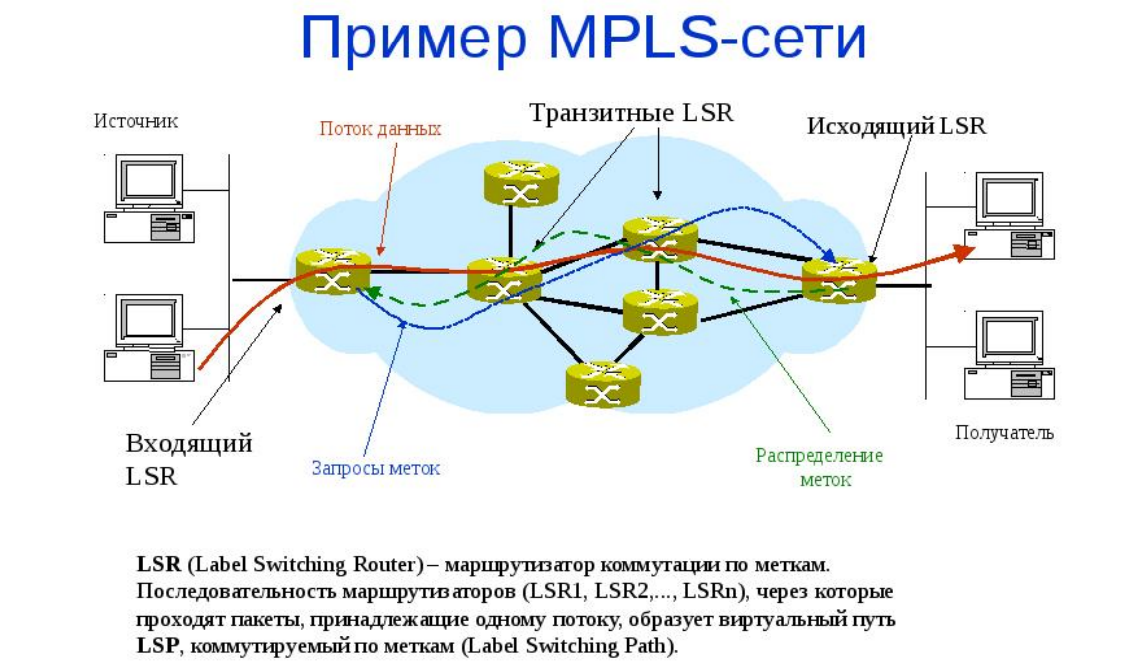 Пример MPLS-сети
Источник
Поток данных
Транзитные LSR
Исходящий LSR
Входящий
LSR
Запросы меток
Распределение
меток
Получатель
LSR (Label Switching Router) – маршрутизатор коммутации по меткам.
Последовательность маршрутизаторов (LSR1, LSR2,..., LSRn), через которые
проходят пакеты, принадлежащие одному потоку, образует виртуальный путь
LSP, коммутируемый по меткам (Label Switching Path).